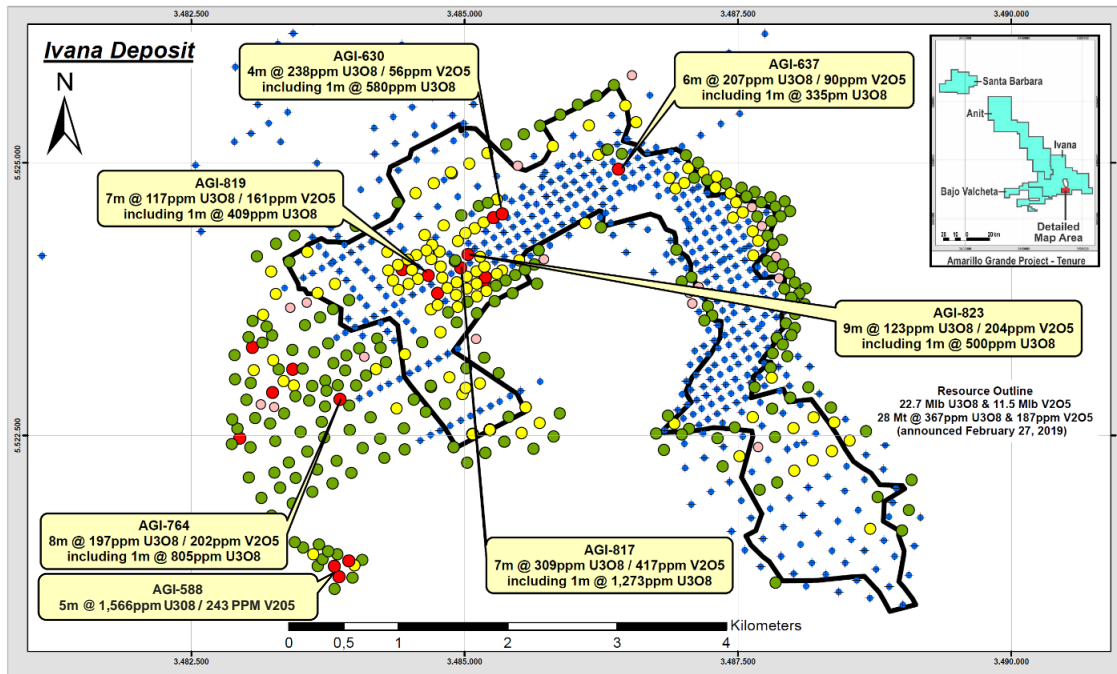 3.482.500
3.485.000
3.487.500
3.490.000
Ivana Deposit
N
AGI-630
4m @ 238ppm U3O8 / 56ppm V2O5
including 1m @ 580ppm U3O8
AGI-637
6m @ 207ppm U3O8 / 90ppm V2O5
including 1m @ 335pm U3O8
Santa Barbara
Anit
Ivana
Bajo Valcheta
Detailed
Map Area
Amarillo Grande Project - Tenure
5.525.000
5.525.000
AGI-819
7m @ 117ppm U3O8 / 161ppm V2O5
including 1m @ 409ppm U3O8
AGI-823
9m @ 123ppm U3O8 / 204ppm V2O5
including 1m @ 500ppm U3O8
Resource Outline
22.7 Mlb U3O8 & 11.5 Mlb V2O5
28 Mt @ 367ppm U3O8 & 187ppm V2O5
(announced February 27, 2019)
5.522.500
5.522.500
AGI-764
8m @ 197ppm U3O8 / 202ppm V2O5
including 1m @ 805ppm U3O8
AGI-817
7m @ 309ppm U3O8 / 417ppm V2O5
including 1m @ 1,273ppm U3O8
AGI-588
5m @ 1,566ppm U308 / 243 PPM V205
Kilometers
0 0,5 1 2 3 4
3.482.500
3.485.000
3.487.500
3.490.000